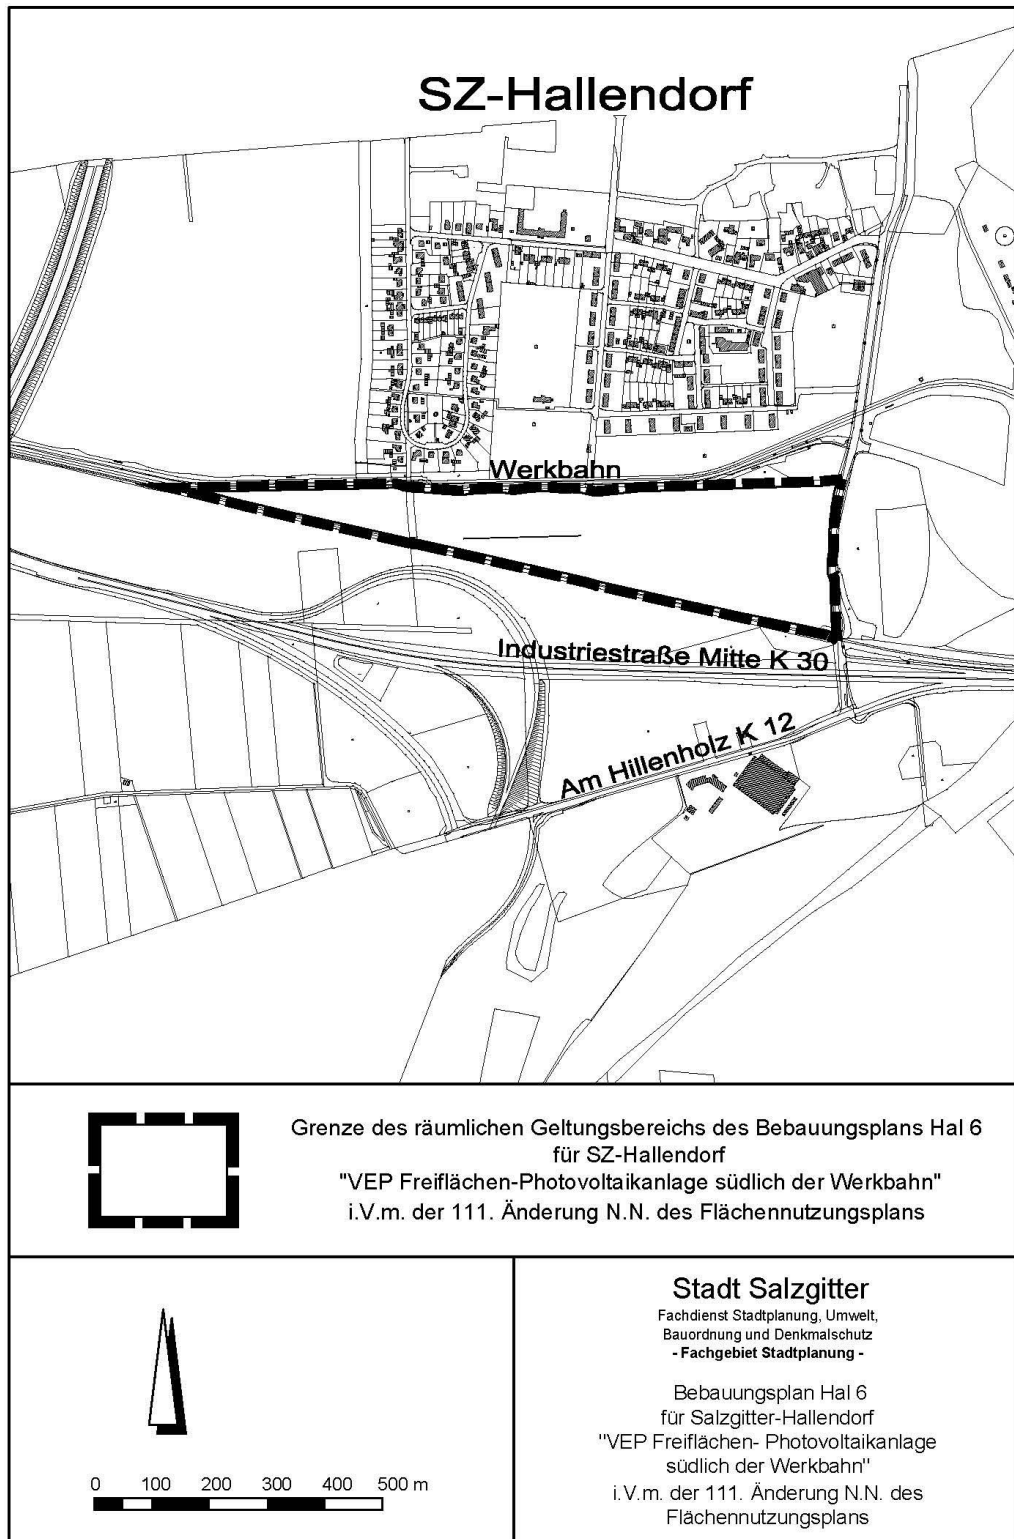 SZ-Hallendorf
Werkbahn
Industriestraße Mitte K 30
Am Hillenholz K 12
Grenze des räumlichen Geltungsbereichs des Bebauungsplans Hal 6
für SZ-Hallendorf
"VEP Freiflächen-Photovoltaikanlage südlich der Werkbahn"
i.V.m. der 111. Änderung N.N. des Flächennutzungsplans
0 100 200 300 400 500 m
Stadt Salzgitter
Fachdienst Stadtplanung, Umwelt,
Bauordnung und Denkmalschutz
- Fachgebiet Stadtplanung -
Bebauungsplan Hal 6
für Salzgitter-Hallendorf
"VEP Freiflächen- Photovoltaikanlage
südlich der Werkbahn"
i.V.m. der 111. Änderung N.N. des
Flächennutzungsplans